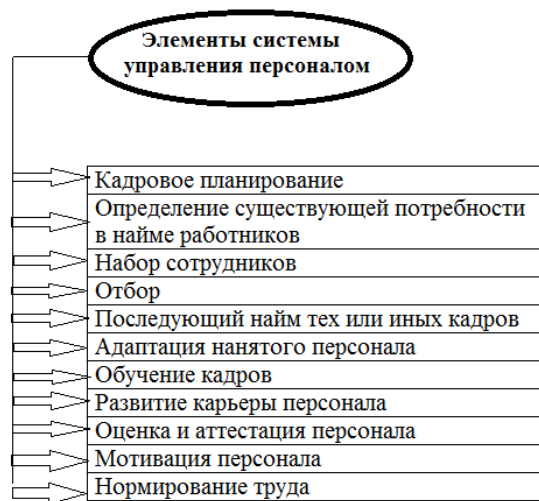 Элементы системы
управления персоналом
Кадровое планирование
Определение существующей потребности
в найме работников
Набор сотрудников
Отбор
Последующий найм тех или иных кадров
Адаптация нанятого персонала
Обучение кадров
Развитие карьеры персонала
Оценка и аттестация персонала
Мотивация персонала
Нормирование труда